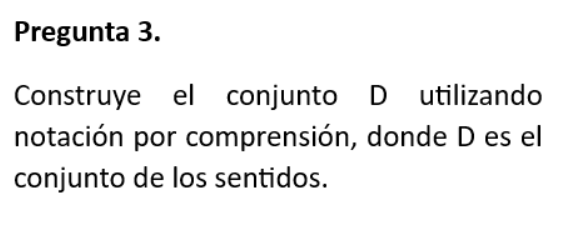 Pregunta 3.
Construye el conjunto D utilizando
notación por comprensión, donde D es el
conjunto de los sentidos.